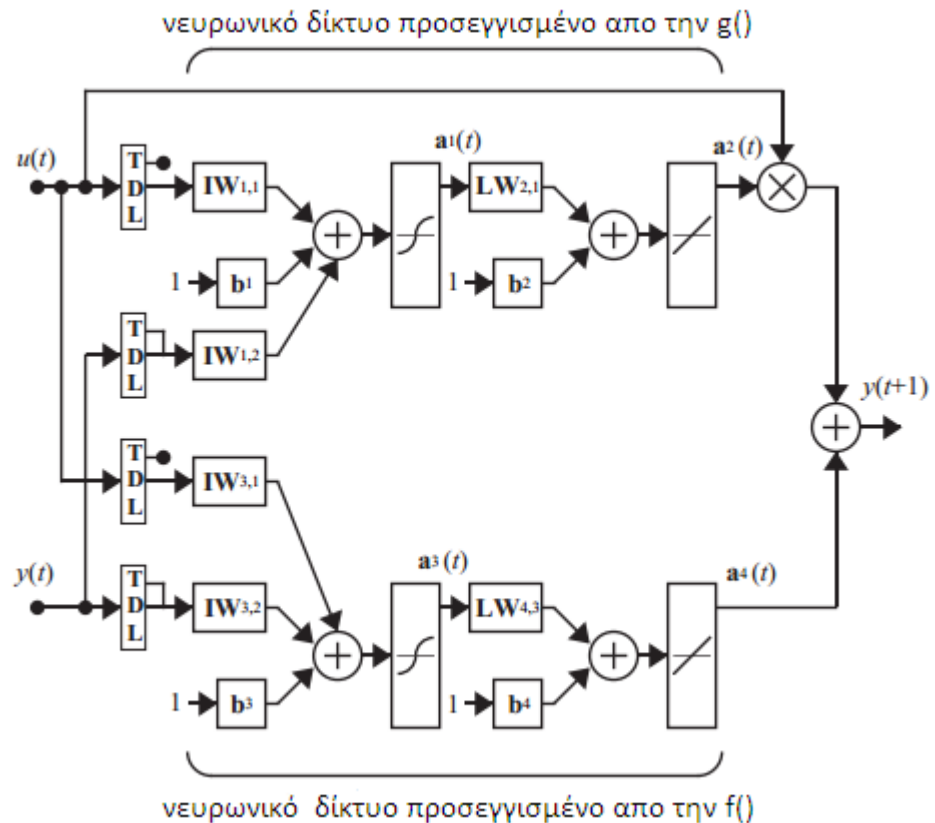 νευρωνικό δίκτυο προσεγγισμένο απο την g()
a1(t)
a2(t)
u(t)
T
D
L
IW1,1
LW2,1
1
b1
1
b2
T
D
L
IW1,2
y(t+1)
T
D
L
IW3,1
y(t)
a3(t)
a4(t)
T
D
L
IW3,2
LW4,3
1
b3
1
b4
νευρωνικό δίκτυο προσεγγισμένο απο την f()